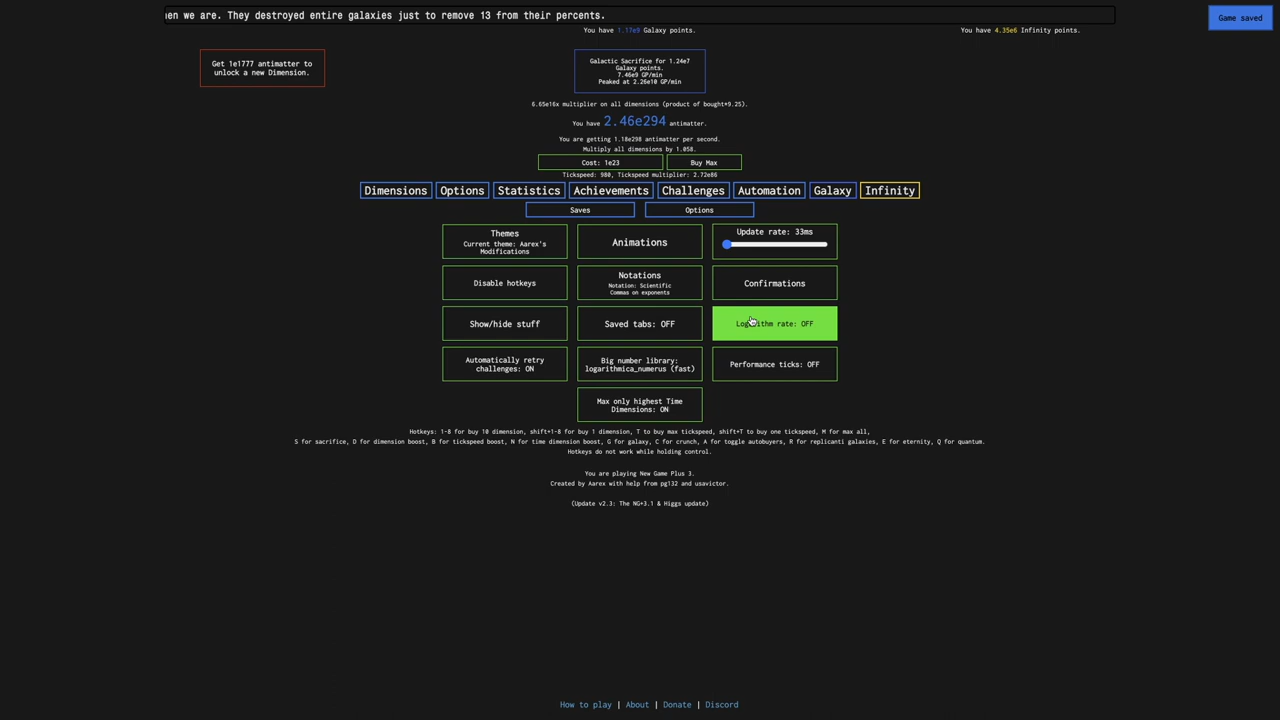 en we are. They destroyed entire galaxies just to remove 13 from their percents.
Game saved
You have 1.17e9 Galaxy points.
You have 4.35e6 Infinity points.
Get 1e1777 antimatter to
unlock a new Dimension.
Galactic Sacrifice for 1.24e7
Galaxy points.
7.46e9 GP/min
Peaked at 2.26e10 GP/min
6.65e16x multiplier on all dimensions (product of bought*9.25).
You have 2.46e294 antimatter.
You are getting 1.18e298 antimatter per second.
Multiply all dimensions by 1.058.
Cost: 1e23
Buy Max
Tickspeed: 980, Tickspeed multiplier: 2.72e86
Dimensions
Options
Statistics
Achievements
Challenges
Automation
Galaxy
Infinity
Saves
Options
Themes
Current theme: Aarex's
Modifications
Animations
Update rate: 33ms
Disable hotkeys
Notations
Notation: Scientific
Commas on exponents
Confirmations
Show/hide stuff
Saved tabs: OFF
Logarithm rate: OFF
Automatically retry
challenges: ON
Big number library:
logarithmica_numerus (fast)
Performance ticks: OFF
Max only highest Time
Dimensions: ON
Hotkeys: 1-8 for buy 10 dimension, shift+1-8 for buy 1 dimension, T to buy max tickspeed, shift+T to buy one tickspeed, M for max all,
S for sacrifice, D for dimension boost, B for tickspeed boost, N for time dimension boost, G for galaxy, C for crunch, A for toggle autobuyers, R for replicanti galaxies, E for eternity, Q for quantum.
Hotkeys do not work while holding control.
You are playing New Game Plus 3.
Created by Aarex with help from pg132 and usavictor.
(Update v2.3: The NG+3.1 & Higgs update)
How to play | About | Donate | Discord